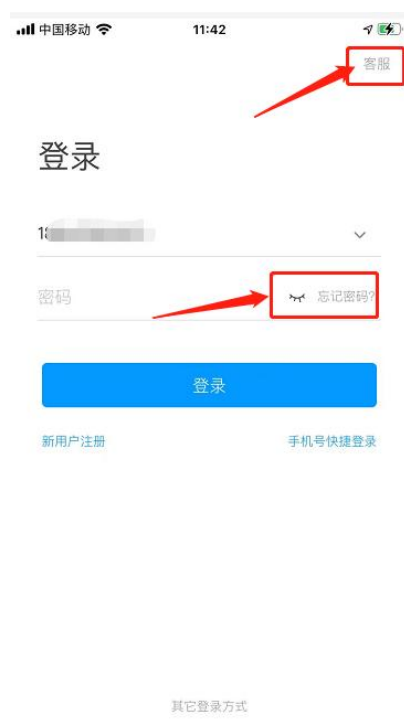 中国移动 11:42
客服
登录
18
密码 忘记密码?
登录
新用户注册 手机号快捷登录
其它登录方式